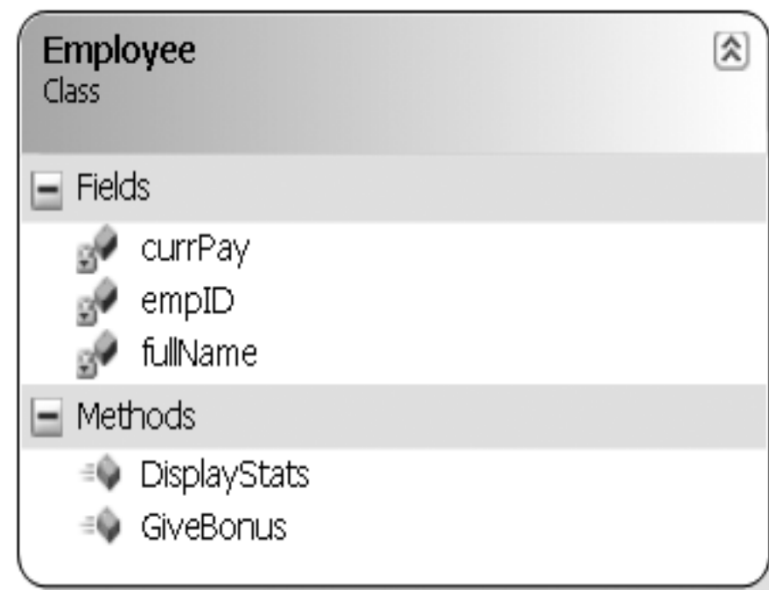 Employee
Class
Fields
currPay
empID
fullName
Methods
DisplayStats
GiveBonus